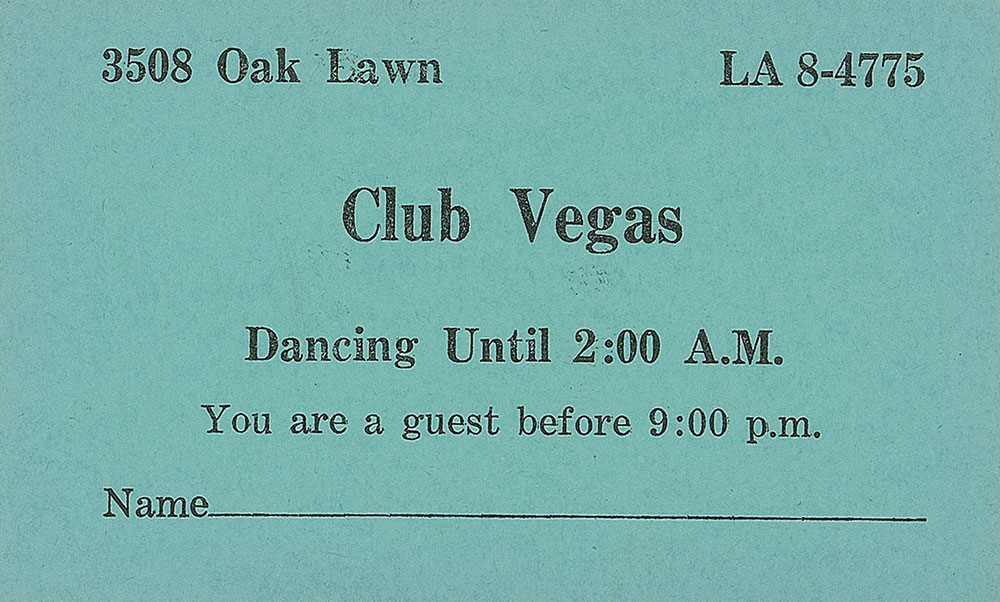 3508 Oak Lawn LA 8-4775
Club Vegas
Dancing Until 2:00 A.M.
You are a guest before 9:00 p.m.
Name